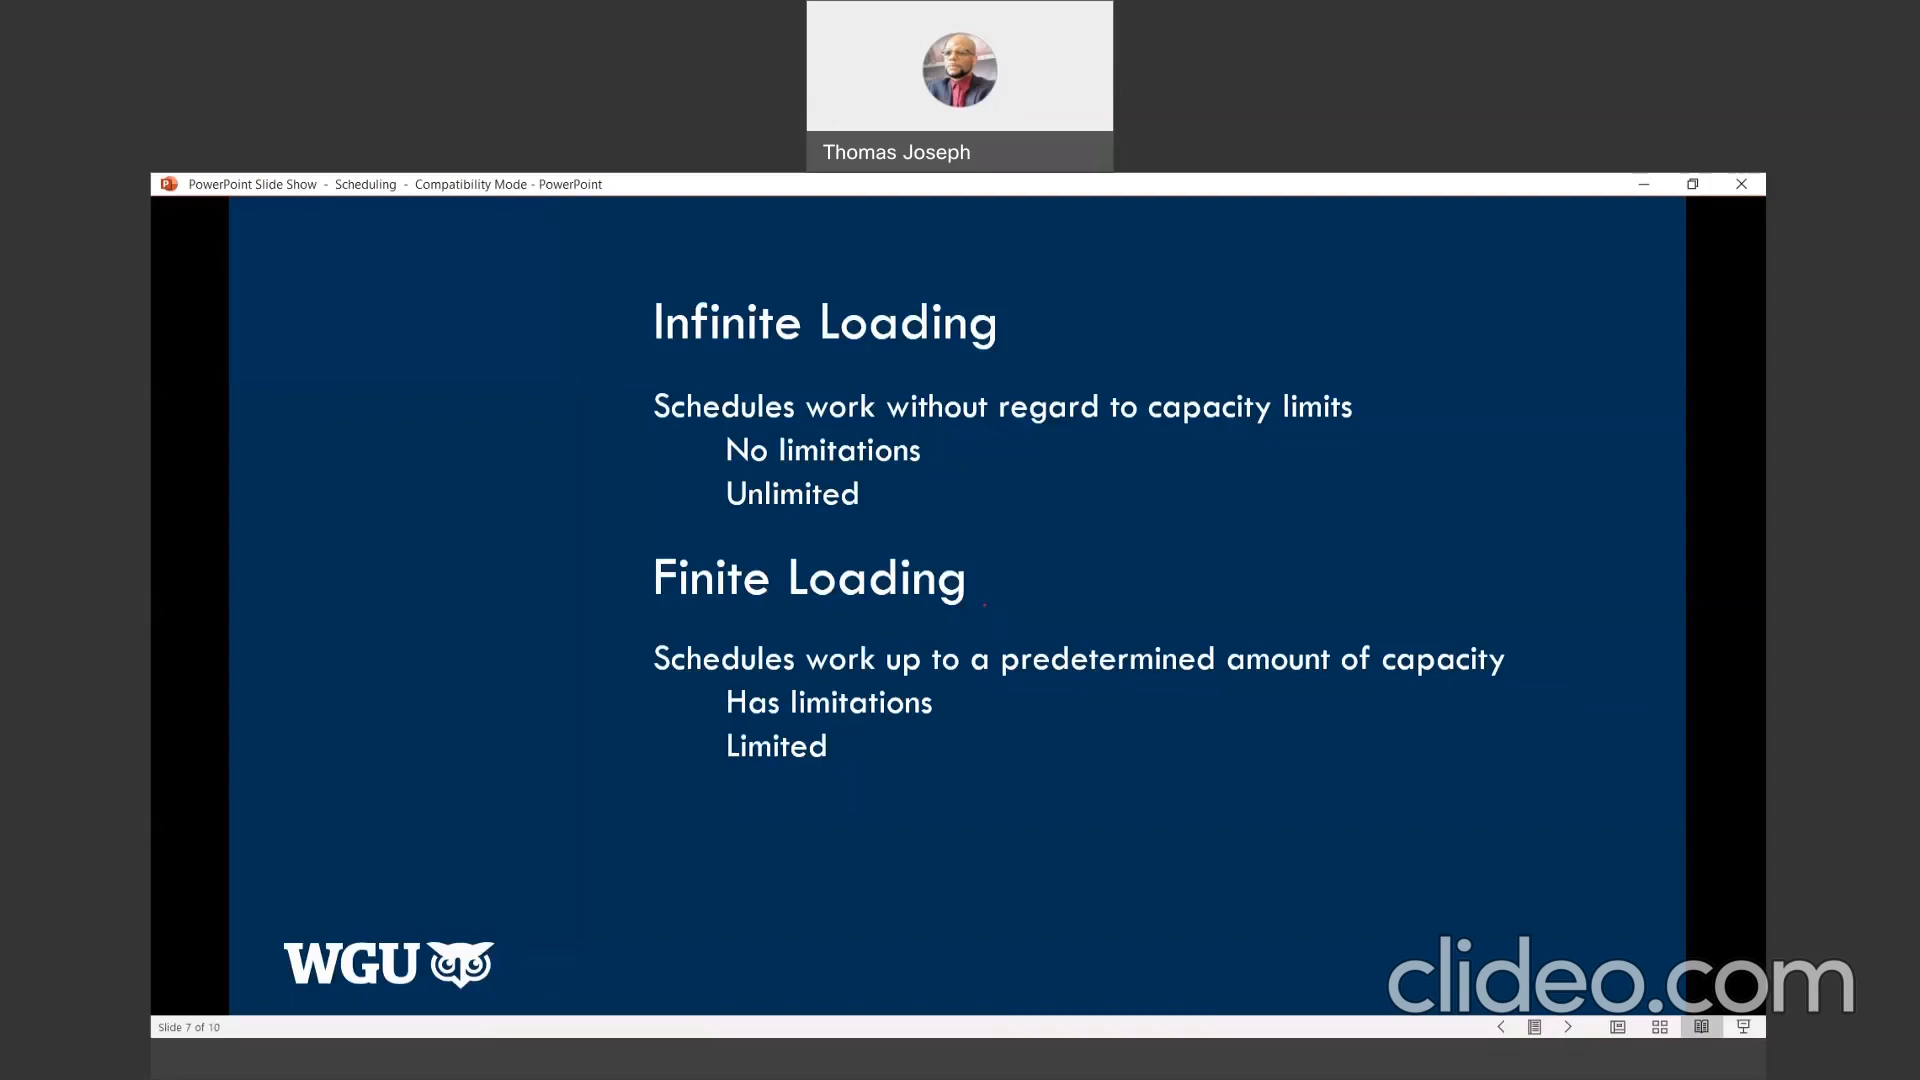 Thomas Joseph
PowerPoint Slide Show - Scheduling - Compatibility Mode - PowerPoint
Infinite Loading
Schedules work without regard to capacity limits
No limitations
Unlimited
Finite Loading
Schedules work up to a predetermined amount of capacity
Has limitations
Limited
WGU
clideo.com
Slide 7 of 10